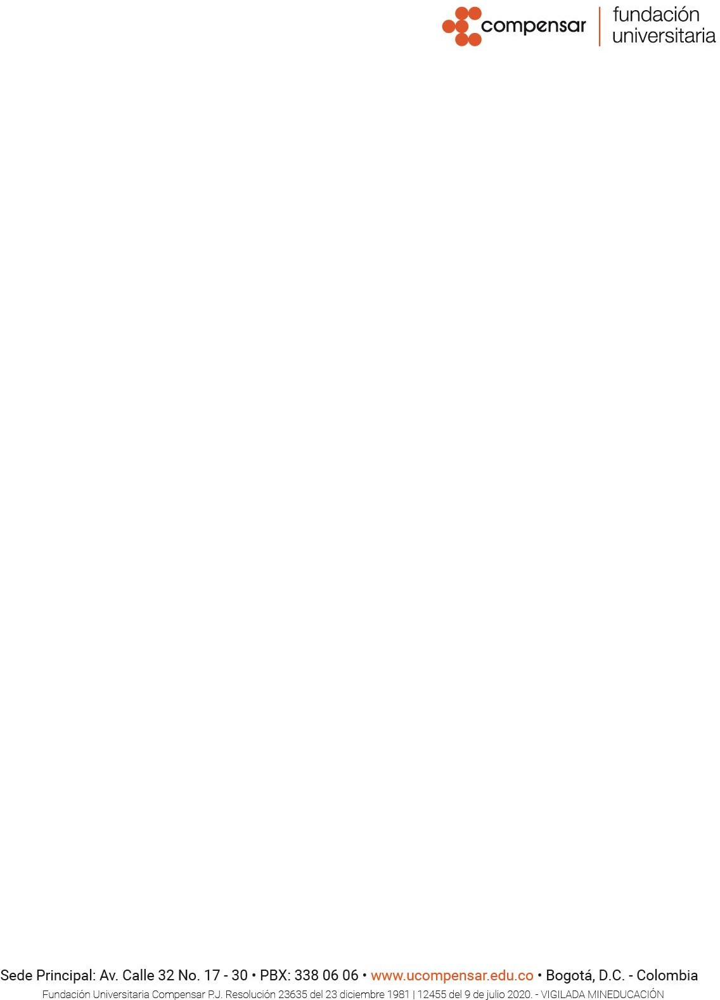 compensar
fundación
universitaria
Sede Principal: Av. Calle 32 No. 17 - 30 • PBX: 338 06 06 • www.ucompensar.edu.co • Bogotá, D.C. - Colombia
Fundación Universitaria Compensar P.J. Resolución 23635 del 23 diciembre 1981 | 12455 del 9 de julio 2020. - VIGILADA MINEDUCACIÓN